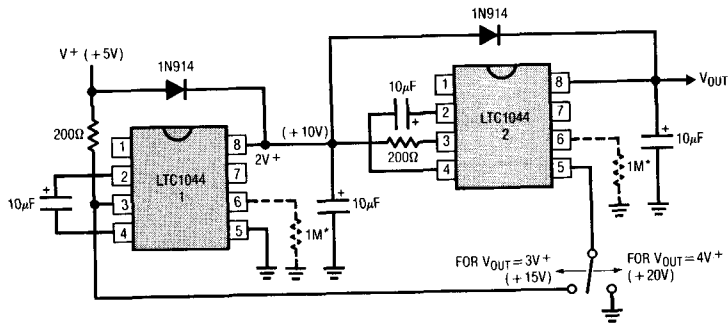 1N914
V+ (+5V)
1N914
10µF
+
200Ω
1
2
3
4
LTC1044
1
8
7
6
5
2V+
(+10V)
+
10µF
1M*
+
10µF
10µF
+
200Ω
1
2
3
4
LTC1044
2
8
7
6
5
VOUT
+
10µF
1M*
FOR VOUT = 3V+
(+15V)
FOR VOUT = 4V+
(+20V)